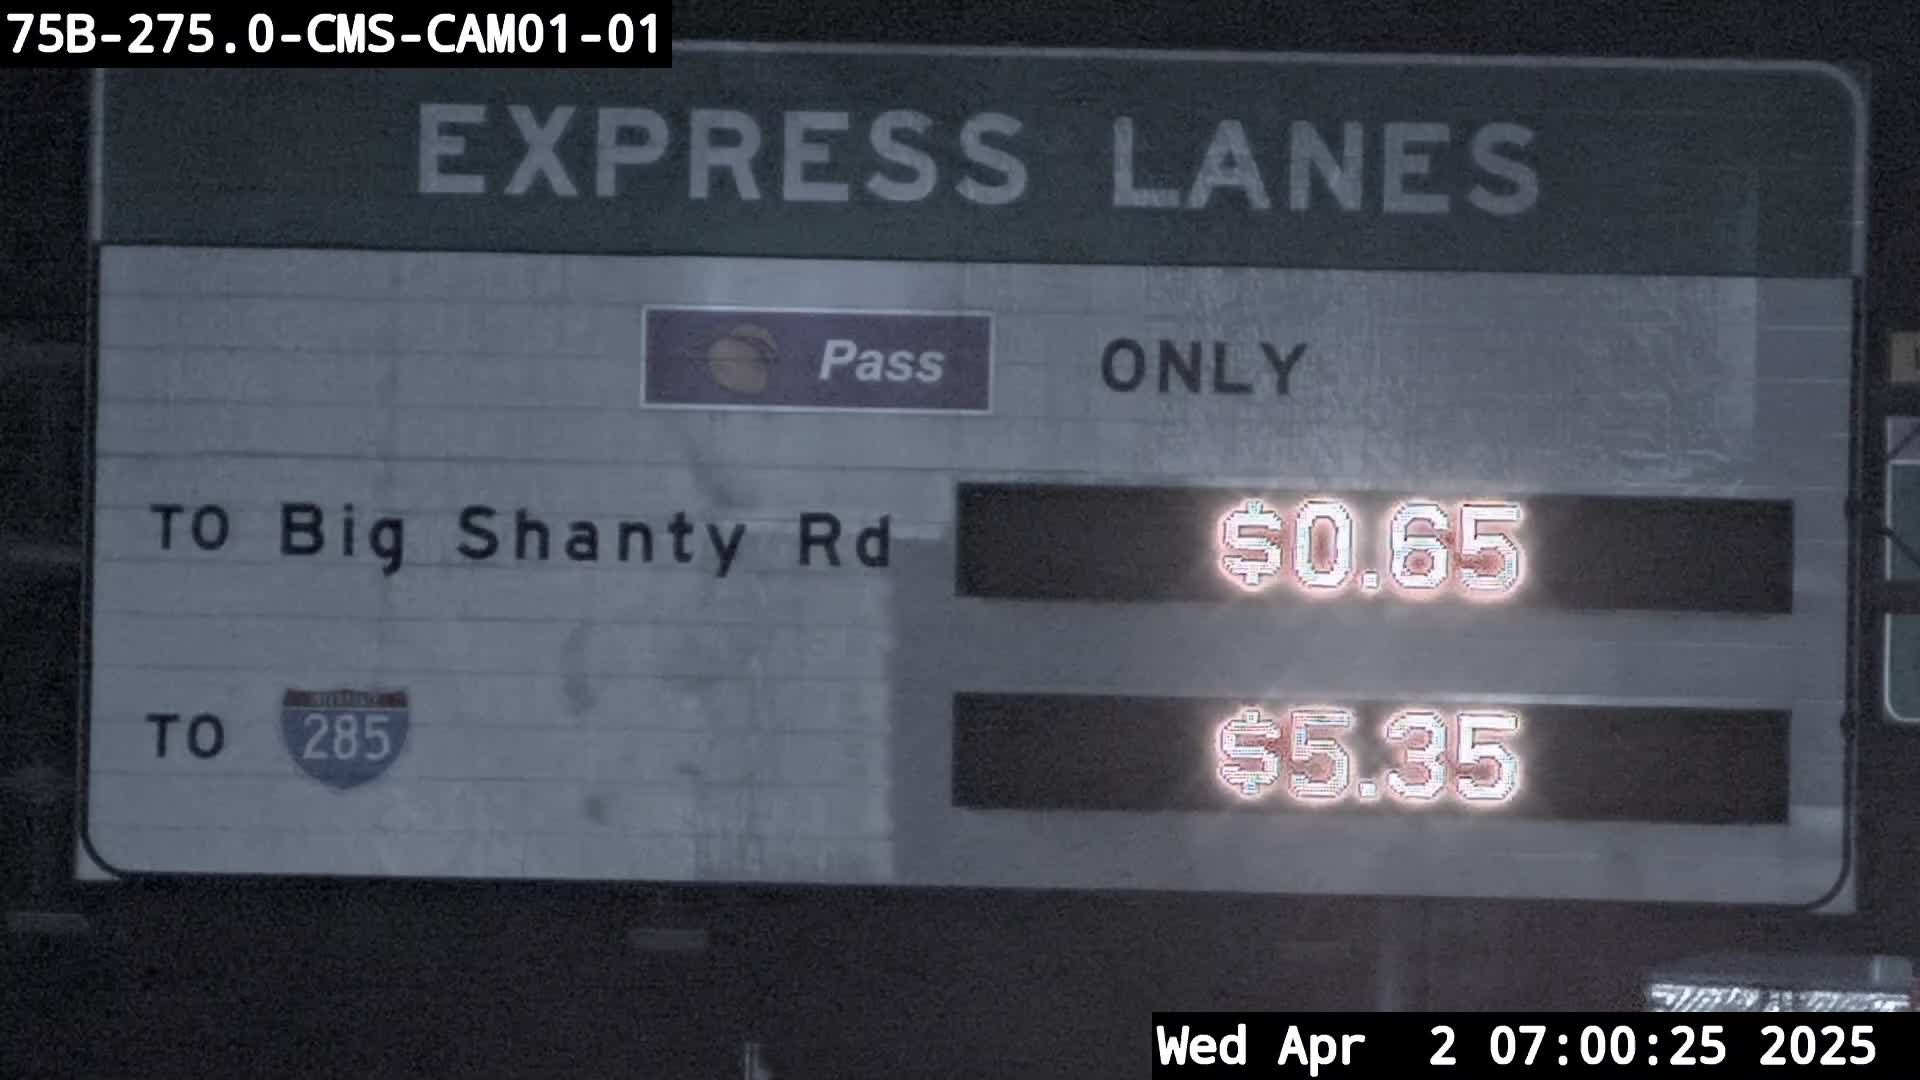 75B-275.0-CMS-CAM01-01
EXPRESS LANES
Pass ONLY
TO Big Shanty Rd $0.65
TO 285 $5.35
Wed Apr 2 07:00:25 2025